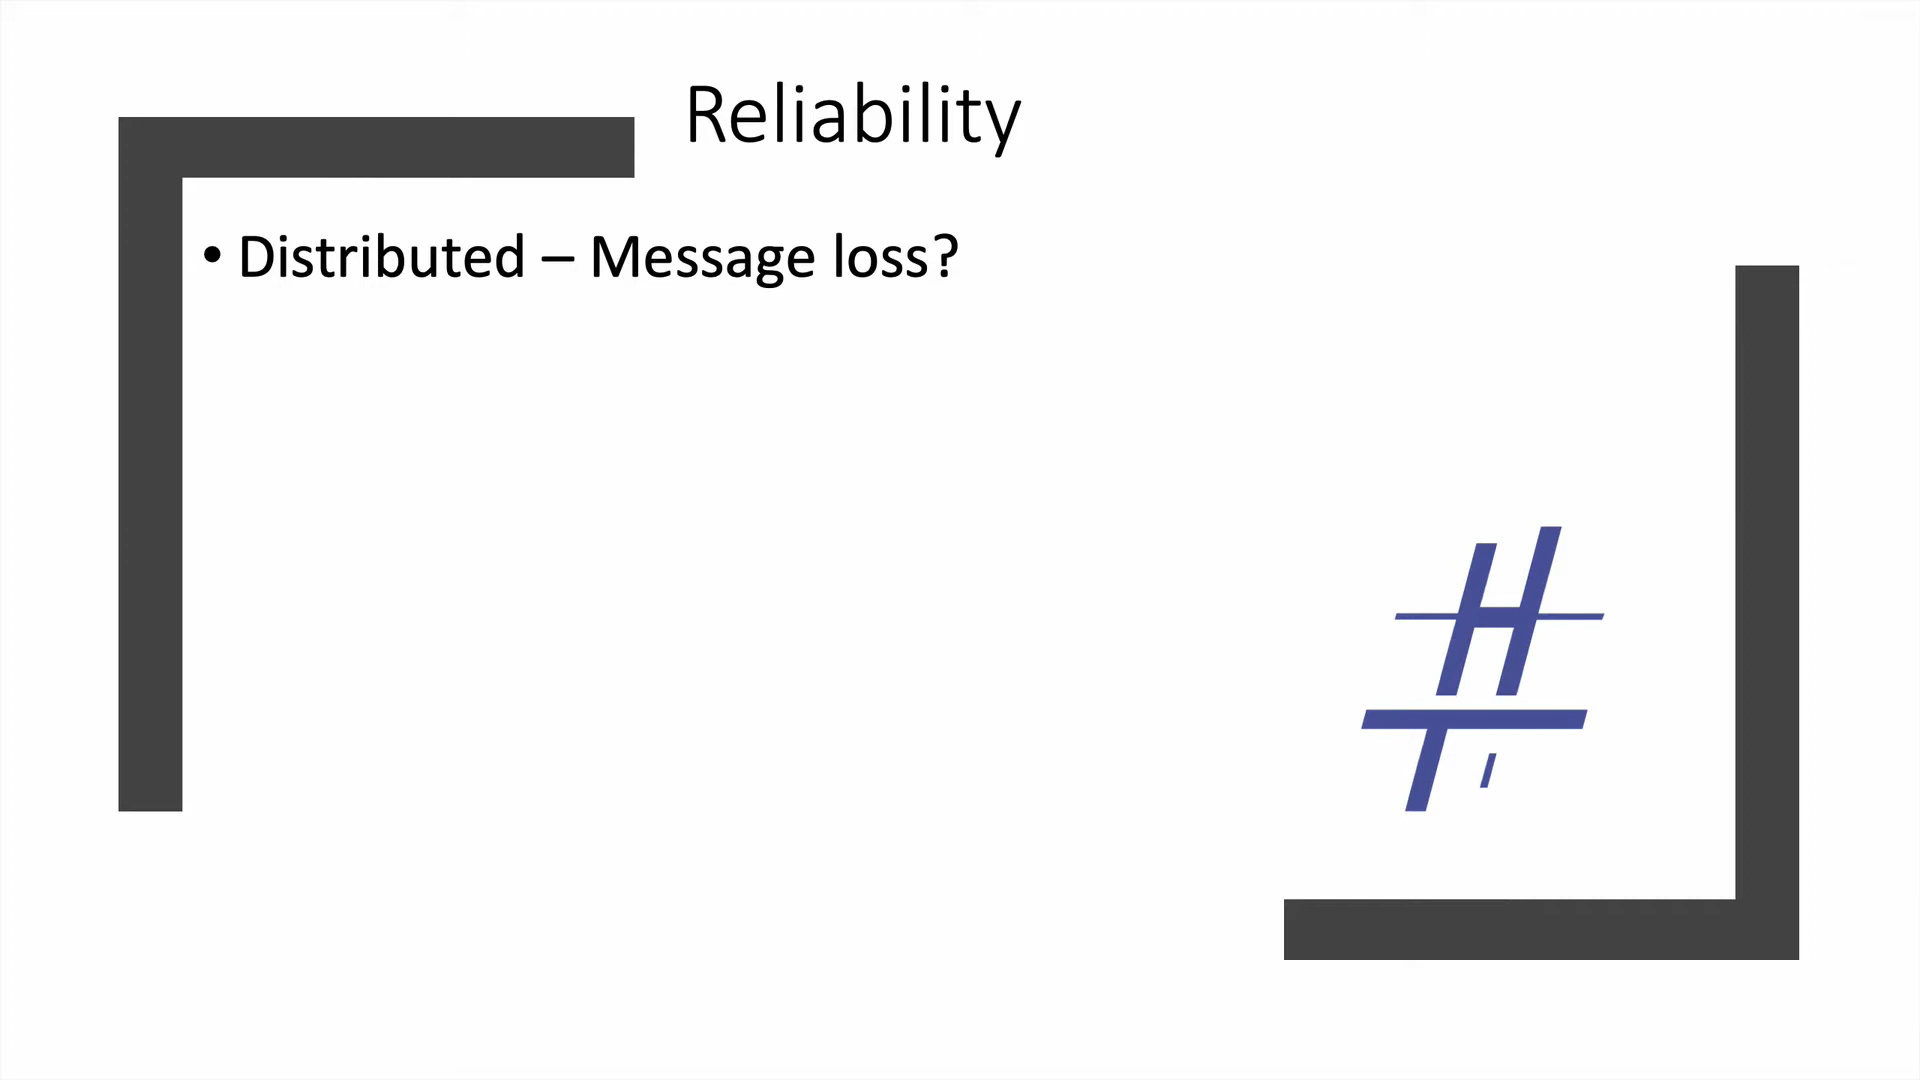 Reliability
• Distributed – Message loss?